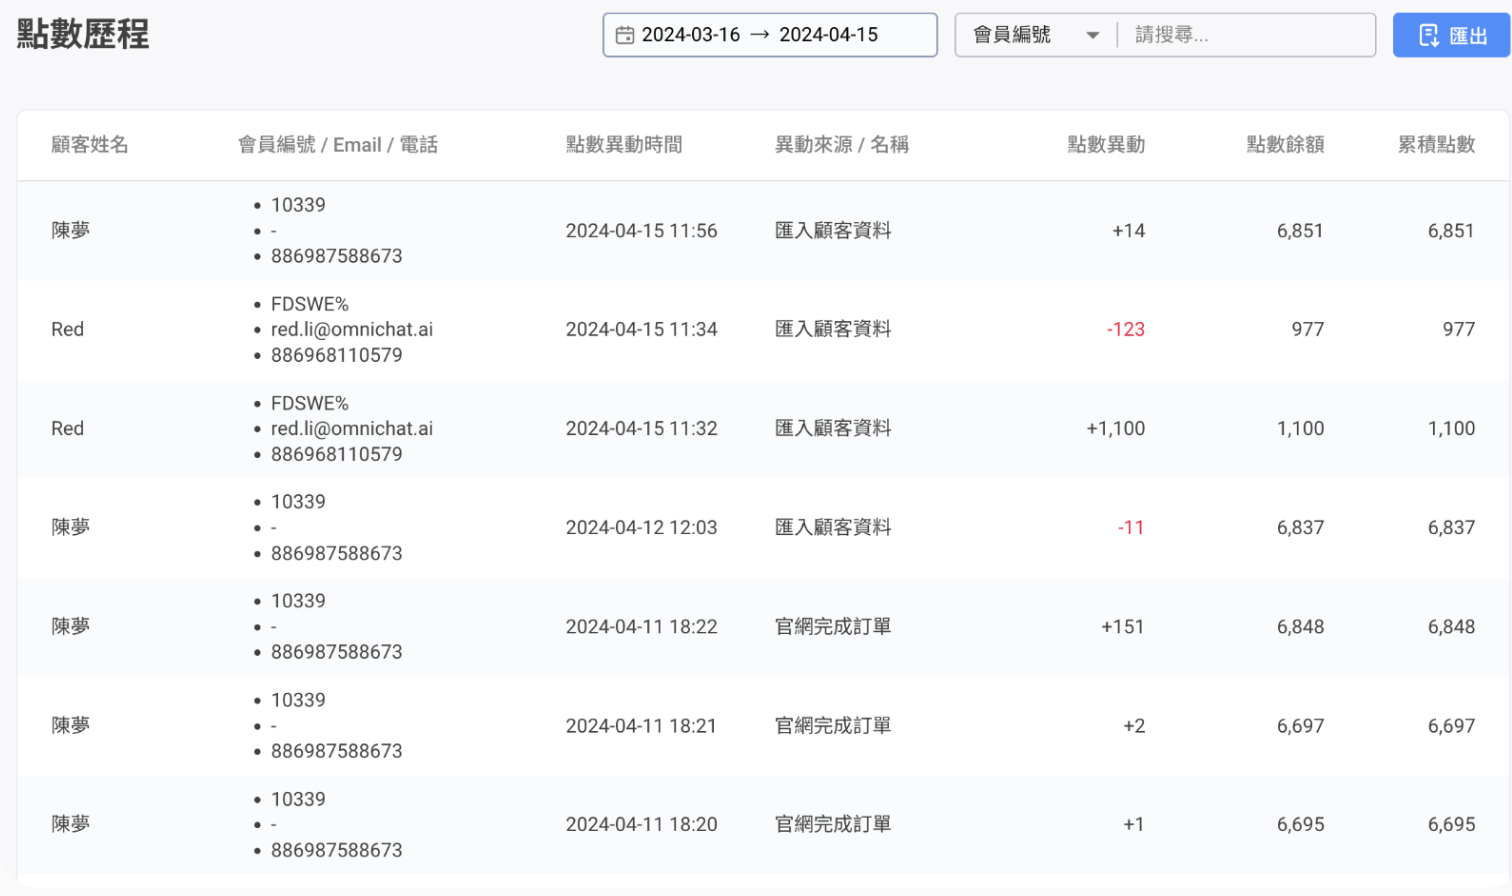 點數歷程
2024-03-16 → 2024-04-15
會員編號
請搜尋...
匯出
顧客姓名 會員編號 / Email / 電話 點數異動時間 異動來源 / 名稱 點數異動 點數餘額 累積點數
• 10339
陳夢 • - 2024-04-15 11:56 匯入顧客資料 +14 6,851 6,851
• 886987588673
• FDSWE%
Red • red.li@omnichat.ai 2024-04-15 11:34 匯入顧客資料 -123 977 977
• 886968110579
• FDSWE%
Red • red.li@omnichat.ai 2024-04-15 11:32 匯入顧客資料 +1,100 1,100 1,100
• 886968110579
• 10339
陳夢 • - 2024-04-12 12:03 匯入顧客資料 -11 6,837 6,837
• 886987588673
• 10339
陳夢 • - 2024-04-11 18:22 官網完成訂單 +151 6,848 6,848
• 886987588673
• 10339
陳夢 • - 2024-04-11 18:21 官網完成訂單 +2 6,697 6,697
• 886987588673
• 10339
陳夢 • - 2024-04-11 18:20 官網完成訂單 +1 6,695 6,695
• 886987588673